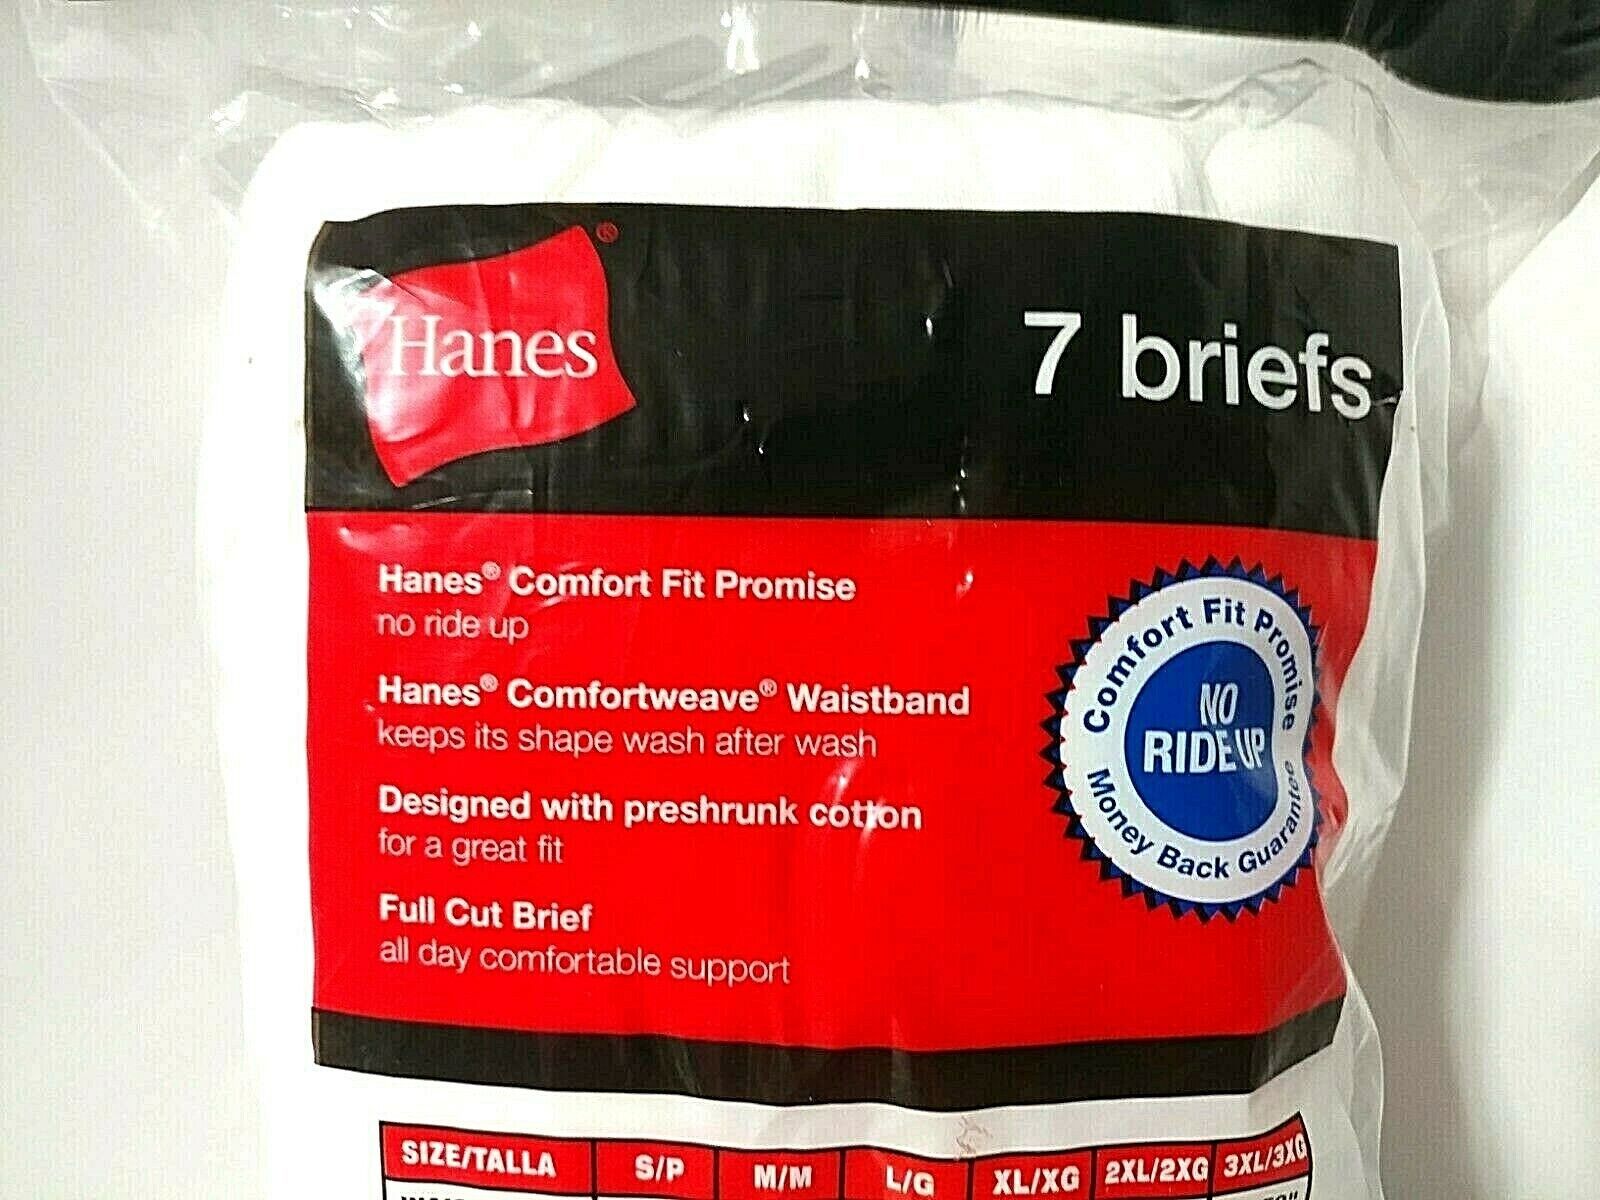 Hanes®
7 briefs
Hanes® Comfort Fit Promise
no ride up
Hanes® Comfortweave® Waistband
keeps its shape wash after wash
Designed with preshrunk cotton
for a great fit
Full Cut Brief
all day comfortable support
Comfort Fit Promise
NO
RIDE UP
Money Back Guarantee
SIZE/TALLA S/P M/M L/G XL/XG 2XL/2XG 3XL/3XG